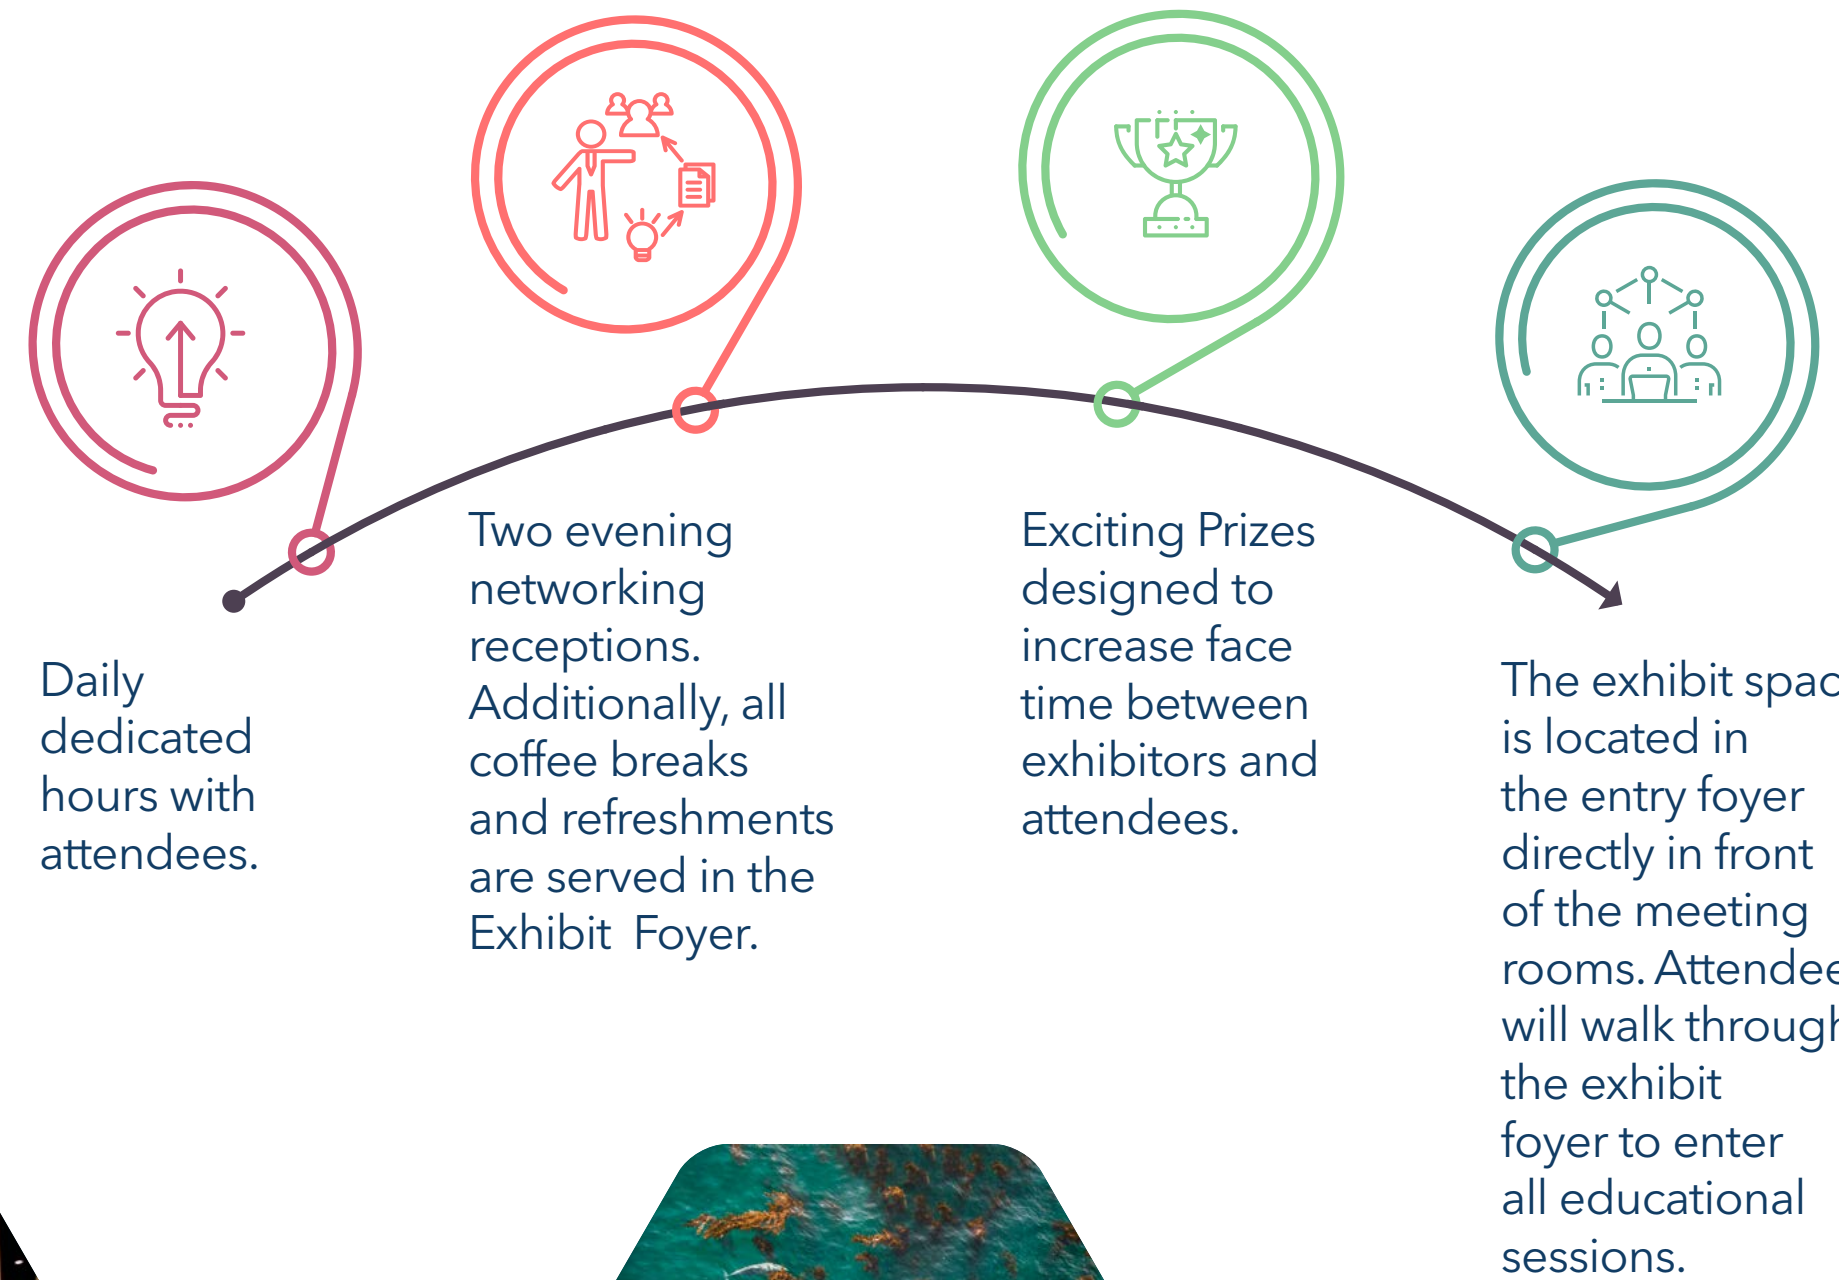 Daily
dedicated
hours with
attendees.
Two evening
networking
receptions.
Additionally, all
coffee breaks
and refreshments
are served in the
Exhibit Foyer.
Exciting Prizes
designed to
increase face
time between
exhibitors and
attendees.
The exhibit spac
is located in
the entry foyer
directly in front
of the meeting
rooms. Attendee
will walk through
the exhibit
foyer to enter
all educational
sessions.